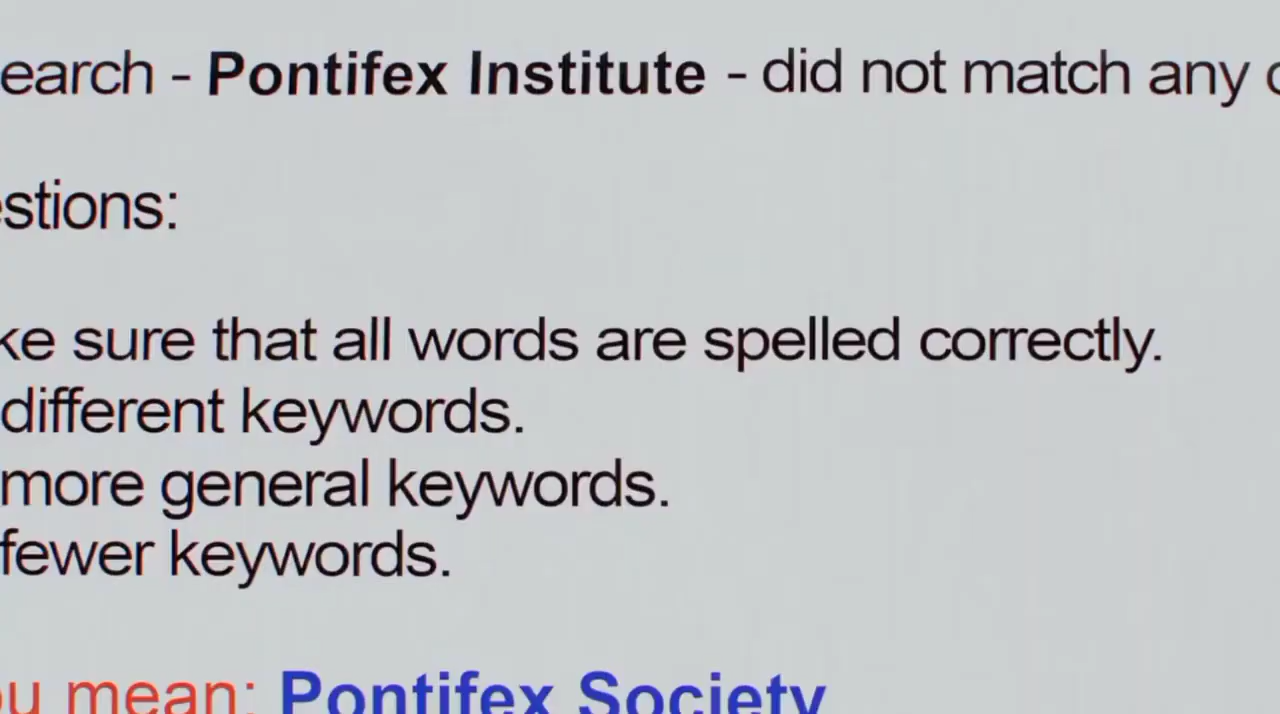 earch - Pontifex Institute - did not match any
estions:
ke sure that all words are spelled correctly.
different keywords.
more general keywords.
fewer keywords.
ou mean: Pontifex Society